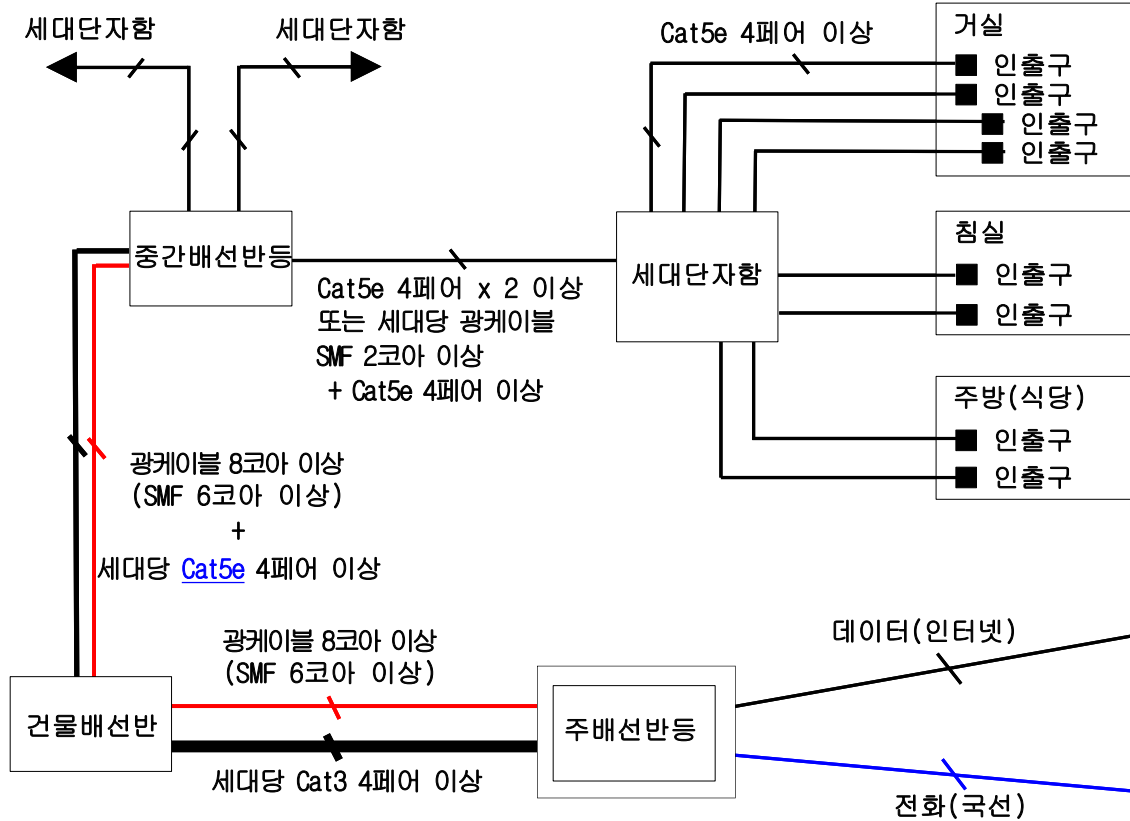 세대단자함
세대단자함
Cat5e 4페어 이상
거실
인출구
인출구
인출구
인출구
중간배선반등
Cat5e 4페어 x 2 이상
또는 세대당 광케이블
SMF 2코아 이상
+ Cat5e 4페어 이상
세대단자함
침실
인출구
인출구
주방(식당)
인출구
인출구
광케이블 8코아 이상
(SMF 6코아 이상)
+
세대당 Cat5e 4페어 이상
광케이블 8코아 이상
(SMF 6코아 이상)
건물배선반
세대당 Cat3 4페어 이상
주배선반등
데이터(인터넷)
전화(국선)